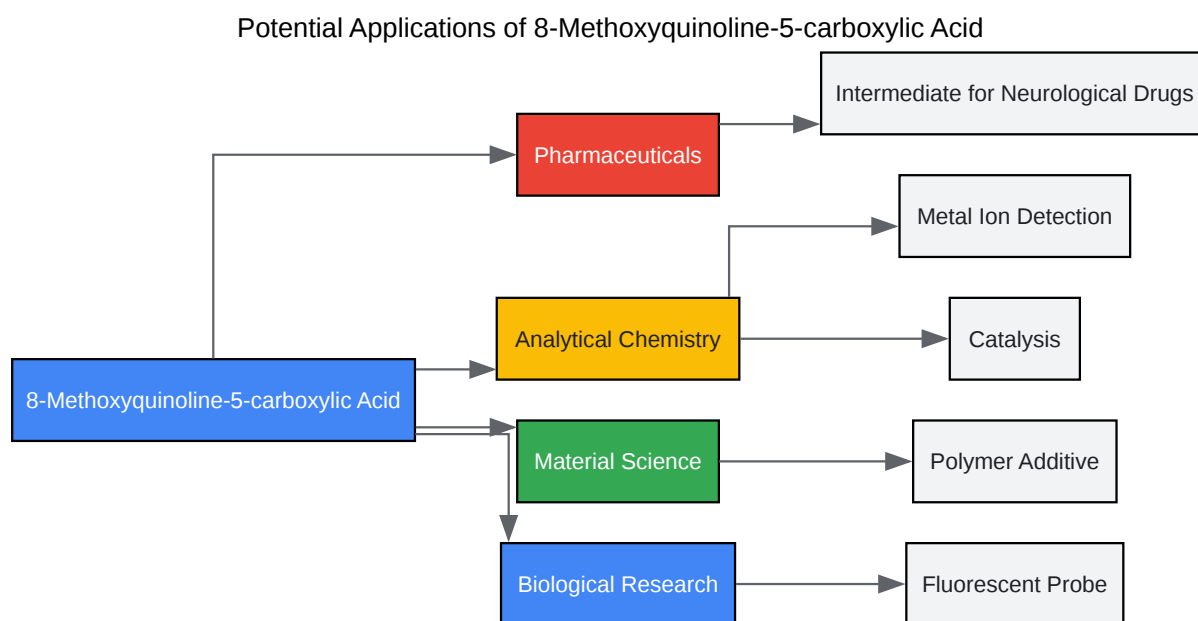 Potential Applications of 8-Methoxyquinoline-5-carboxylic Acid
Intermediate for Neurological Drugs
Pharmaceuticals
Metal Ion Detection
Analytical Chemistry
Catalysis
8-Methoxyquinoline-5-carboxylic Acid
Material Science
Polymer Additive
Biological Research
Fluorescent Probe